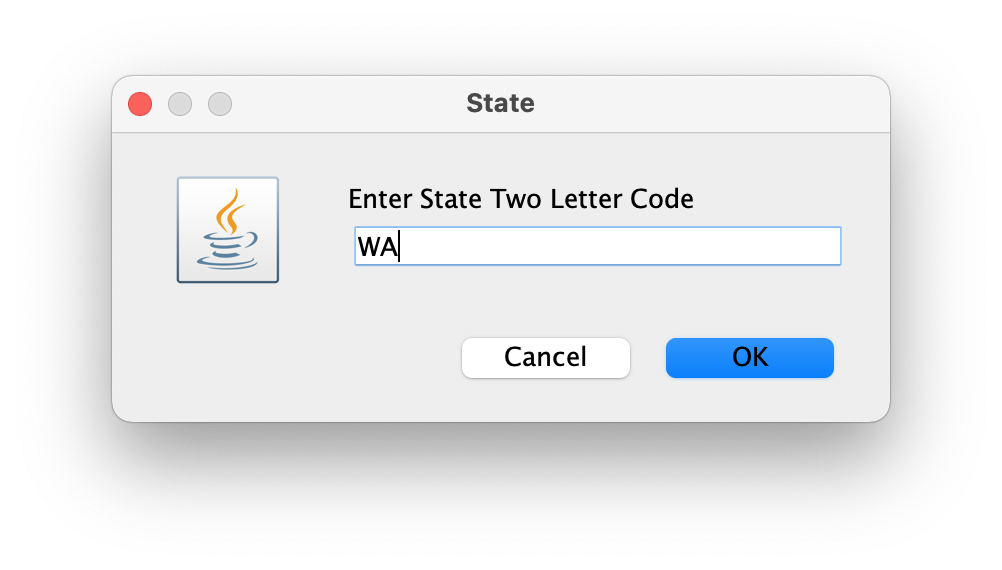 State
Enter State Two Letter Code
WA
Cancel
OK